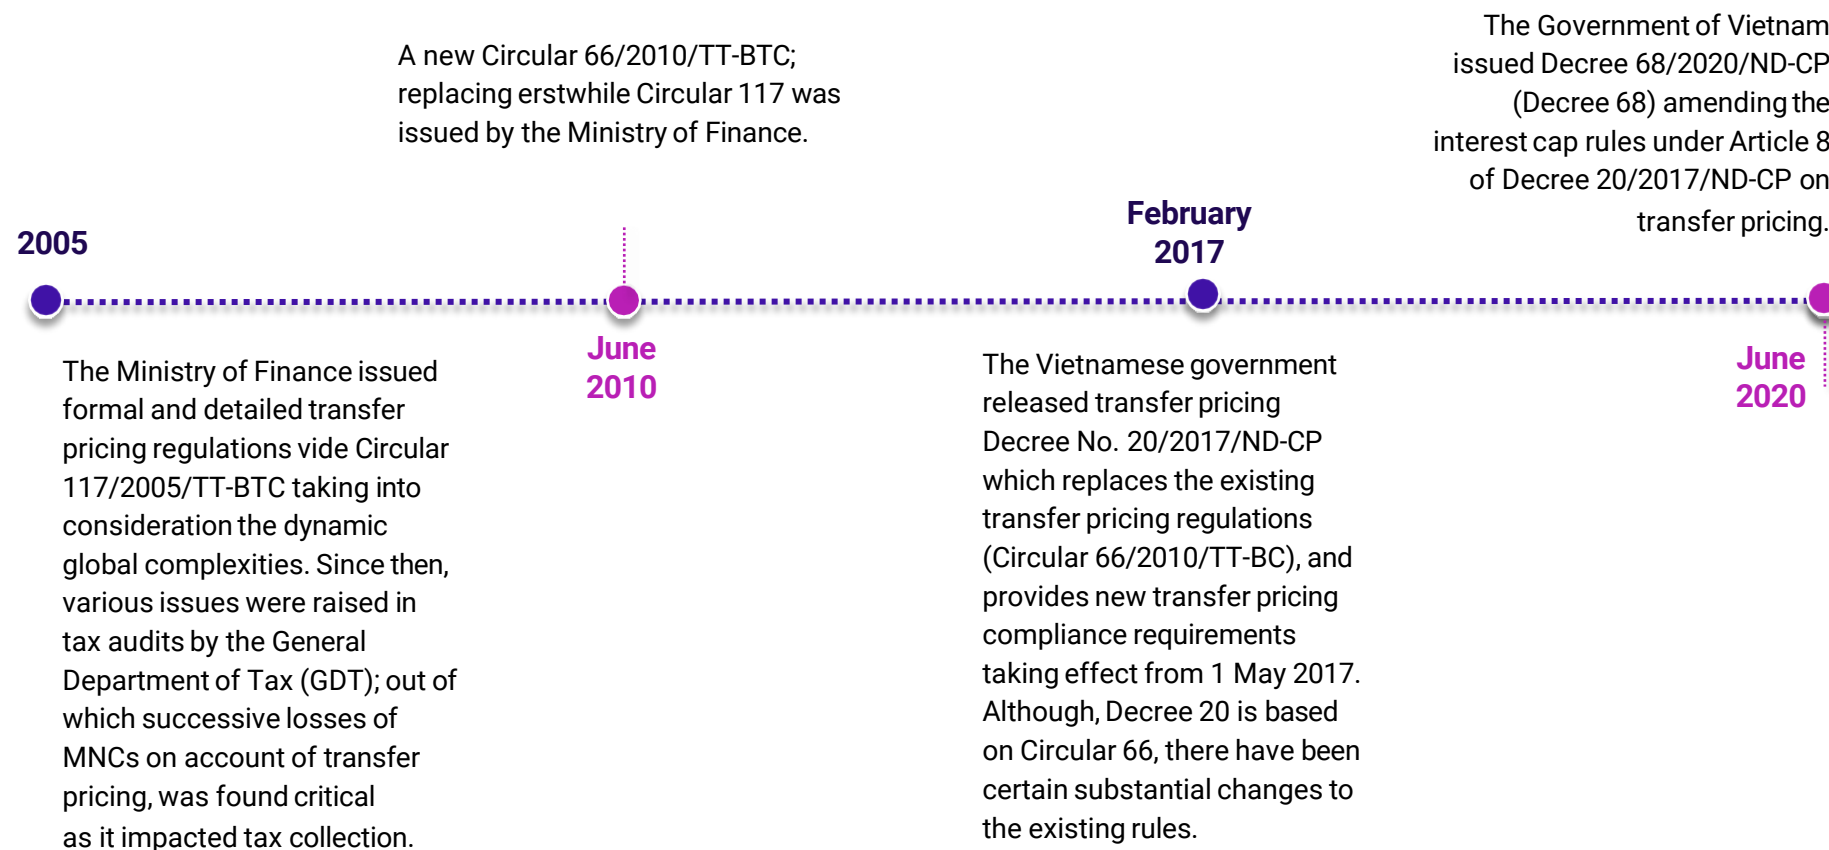 2005
The Ministry of Finance issued
formal and detailed transfer
pricing regulations vide Circular
117/2005/TT-BTC taking into
consideration the dynamic
global complexities. Since then,
various issues were raised in
tax audits by the General
Department of Tax (GDT); out of
which successive losses of
MNCs on account of transfer
pricing, was found critical
as it impacted tax collection.
A new Circular 66/2010/TT-BTC;
replacing erstwhile Circular 117 was
issued by the Ministry of Finance.
June
2010
February
2017
The Vietnamese government
released transfer pricing
Decree No. 20/2017/ND-CP
which replaces the existing
transfer pricing regulations
(Circular 66/2010/TT-BC), and
provides new transfer pricing
compliance requirements
taking effect from 1 May 2017.
Although, Decree 20 is based
on Circular 66, there have been
certain substantial changes to
the existing rules.
The Government of Vietnam
issued Decree 68/2020/ND-CP
(Decree 68) amending the
interest cap rules under Article 8
of Decree 20/2017/ND-CP on
transfer pricing.
June
2020